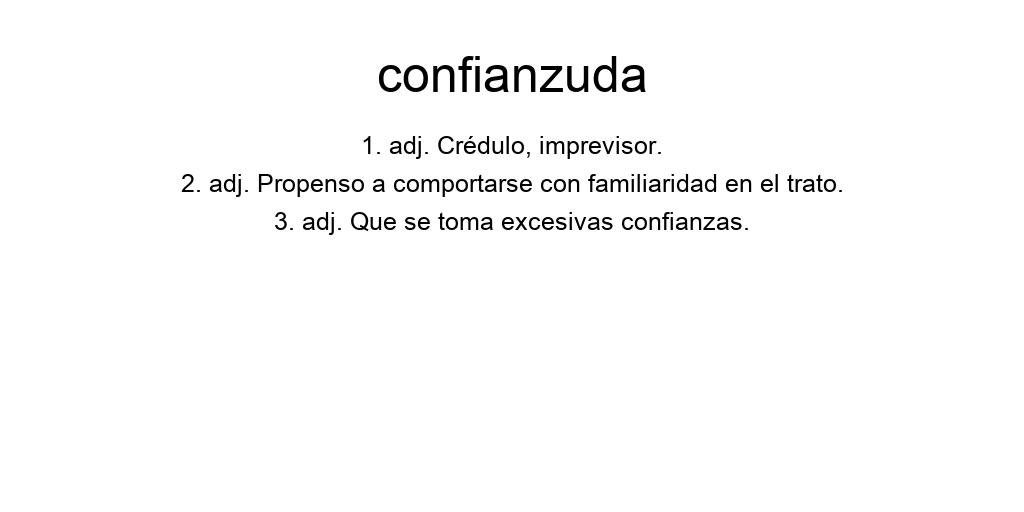 confianzuda
1. adj. Crédulo, imprevisor.
2. adj. Propenso a comportarse con familiaridad en el trato.
3. adj. Que se toma excesivas confianzas.